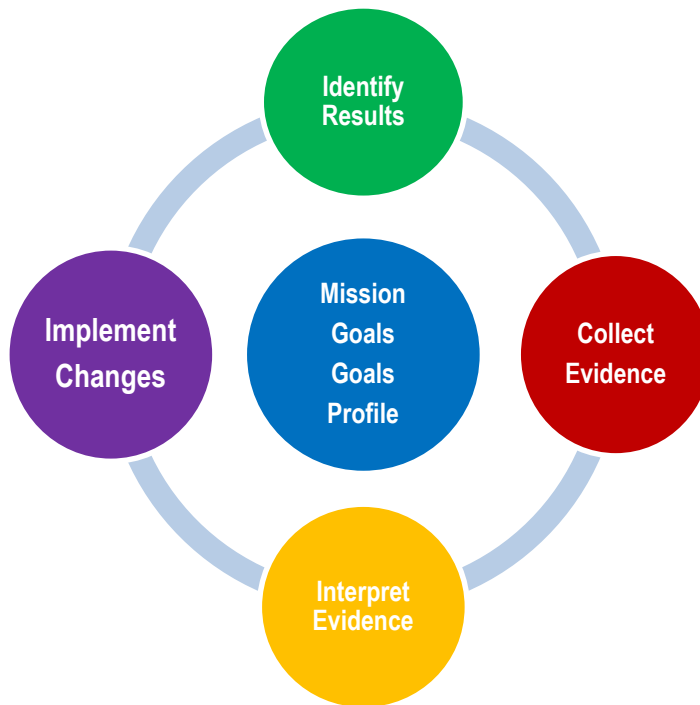 Identify
Results
Mission
Goals
Goals
Profile
Implement
Changes
Collect
Evidence
Interpret
Evidence